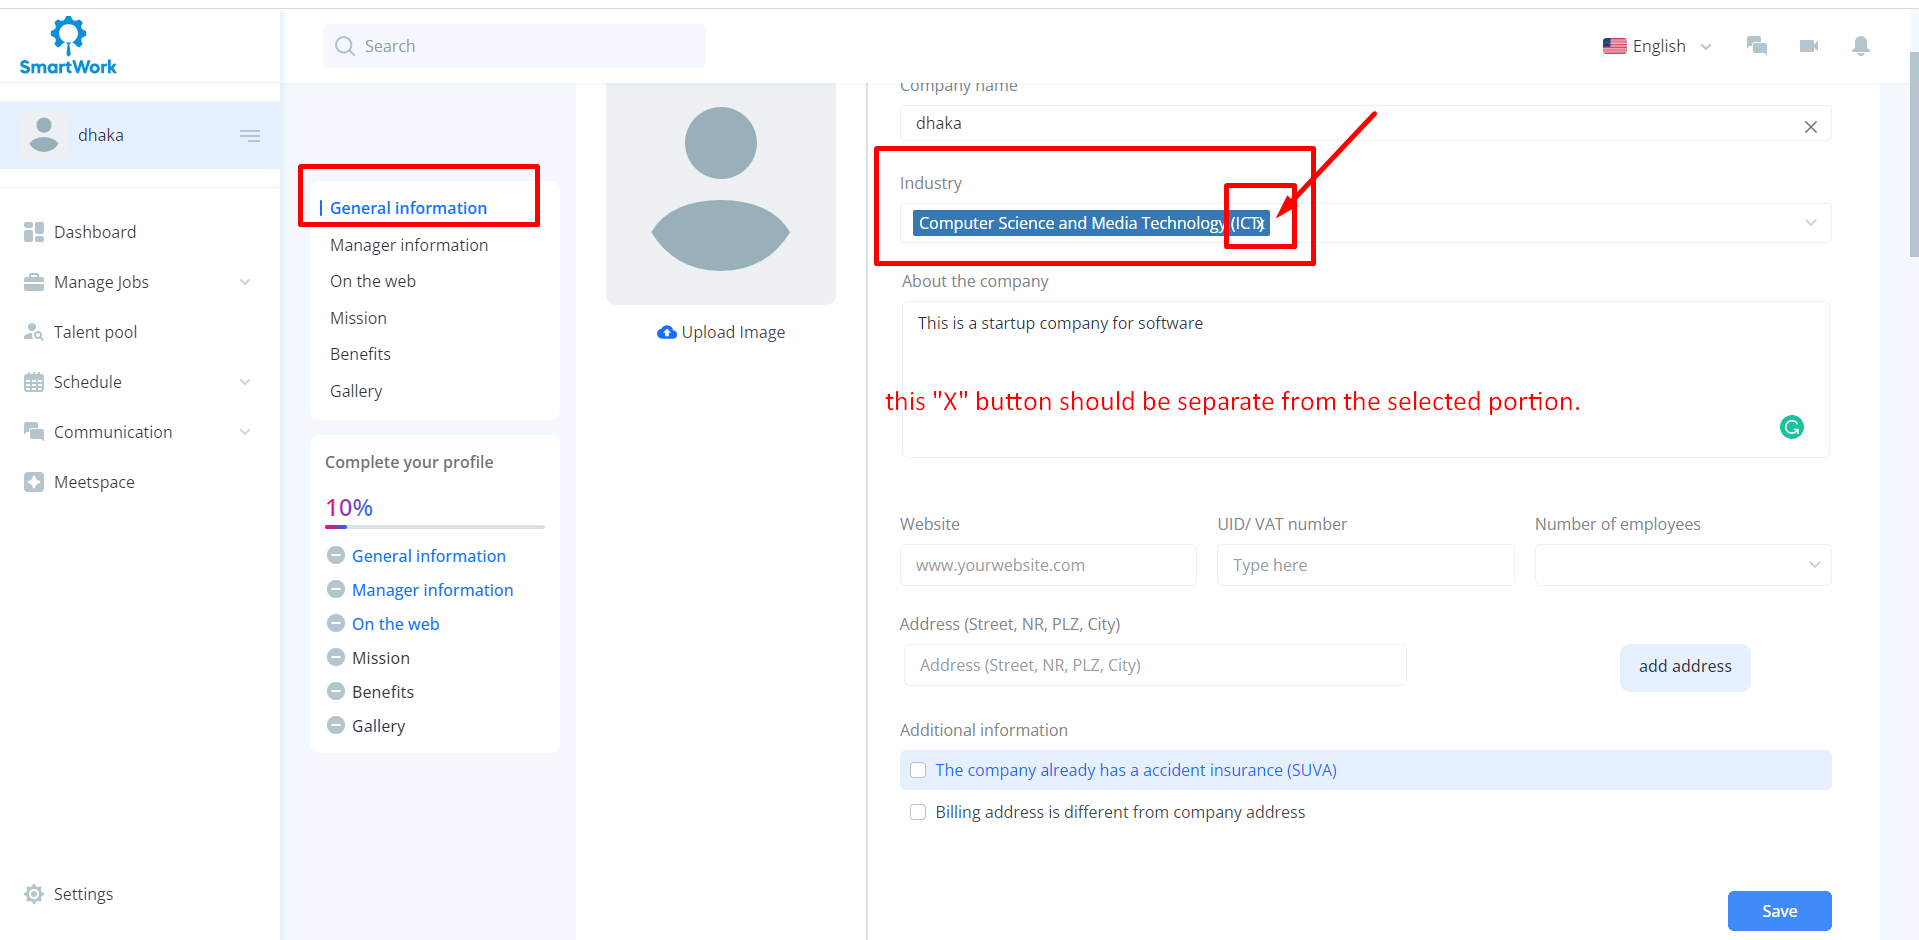 SmartWork
Search
English
dhaka
Dashboard
Manage Jobs
Talent pool
Schedule
Communication
Meetspace
Settings
General information
Manager information
On the web
Mission
Benefits
Gallery
Complete your profile
10%
General information
Manager information
On the web
Mission
Benefits
Gallery
Upload Image
Company name
dhaka
Industry
Computer Science and Media Technology (ICT) x
About the company
This is a startup company for software
this "X" button should be separate from the selected portion.
Website
UID/ VAT number
Number of employees
www.yourwebsite.com
Type here
Address (Street, NR, PLZ, City)
Address (Street, NR, PLZ, City)
add address
Additional information
The company already has a accident insurance (SUVA)
Billing address is different from company address
Save